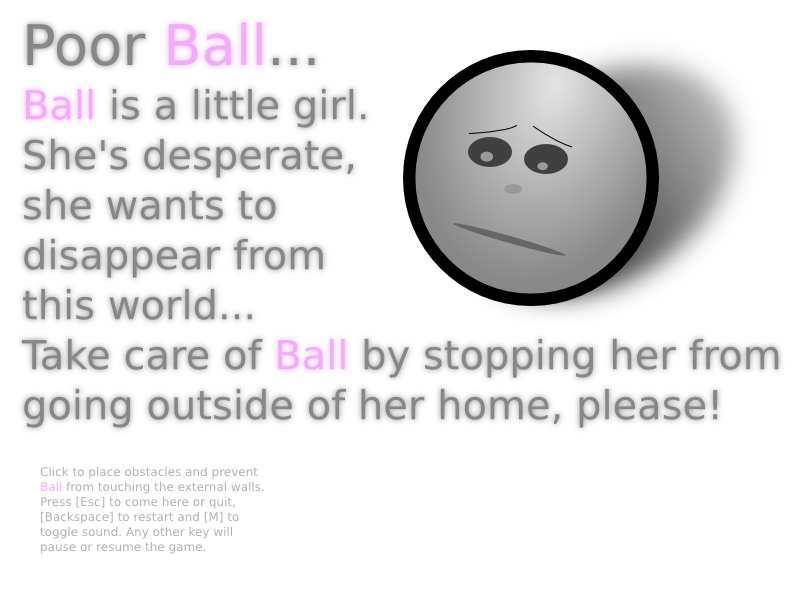 Poor Ball...
Ball is a little girl.
She's desperate,
she wants to
disappear from
this world...
Take care of Ball by stopping her from
going outside of her home, please!
Click to place obstacles and prevent
Ball from touching the external walls.
Press [Esc] to come here or quit,
[Backspace] to restart and [M] to
toggle sound. Any other key will
pause or resume the game.